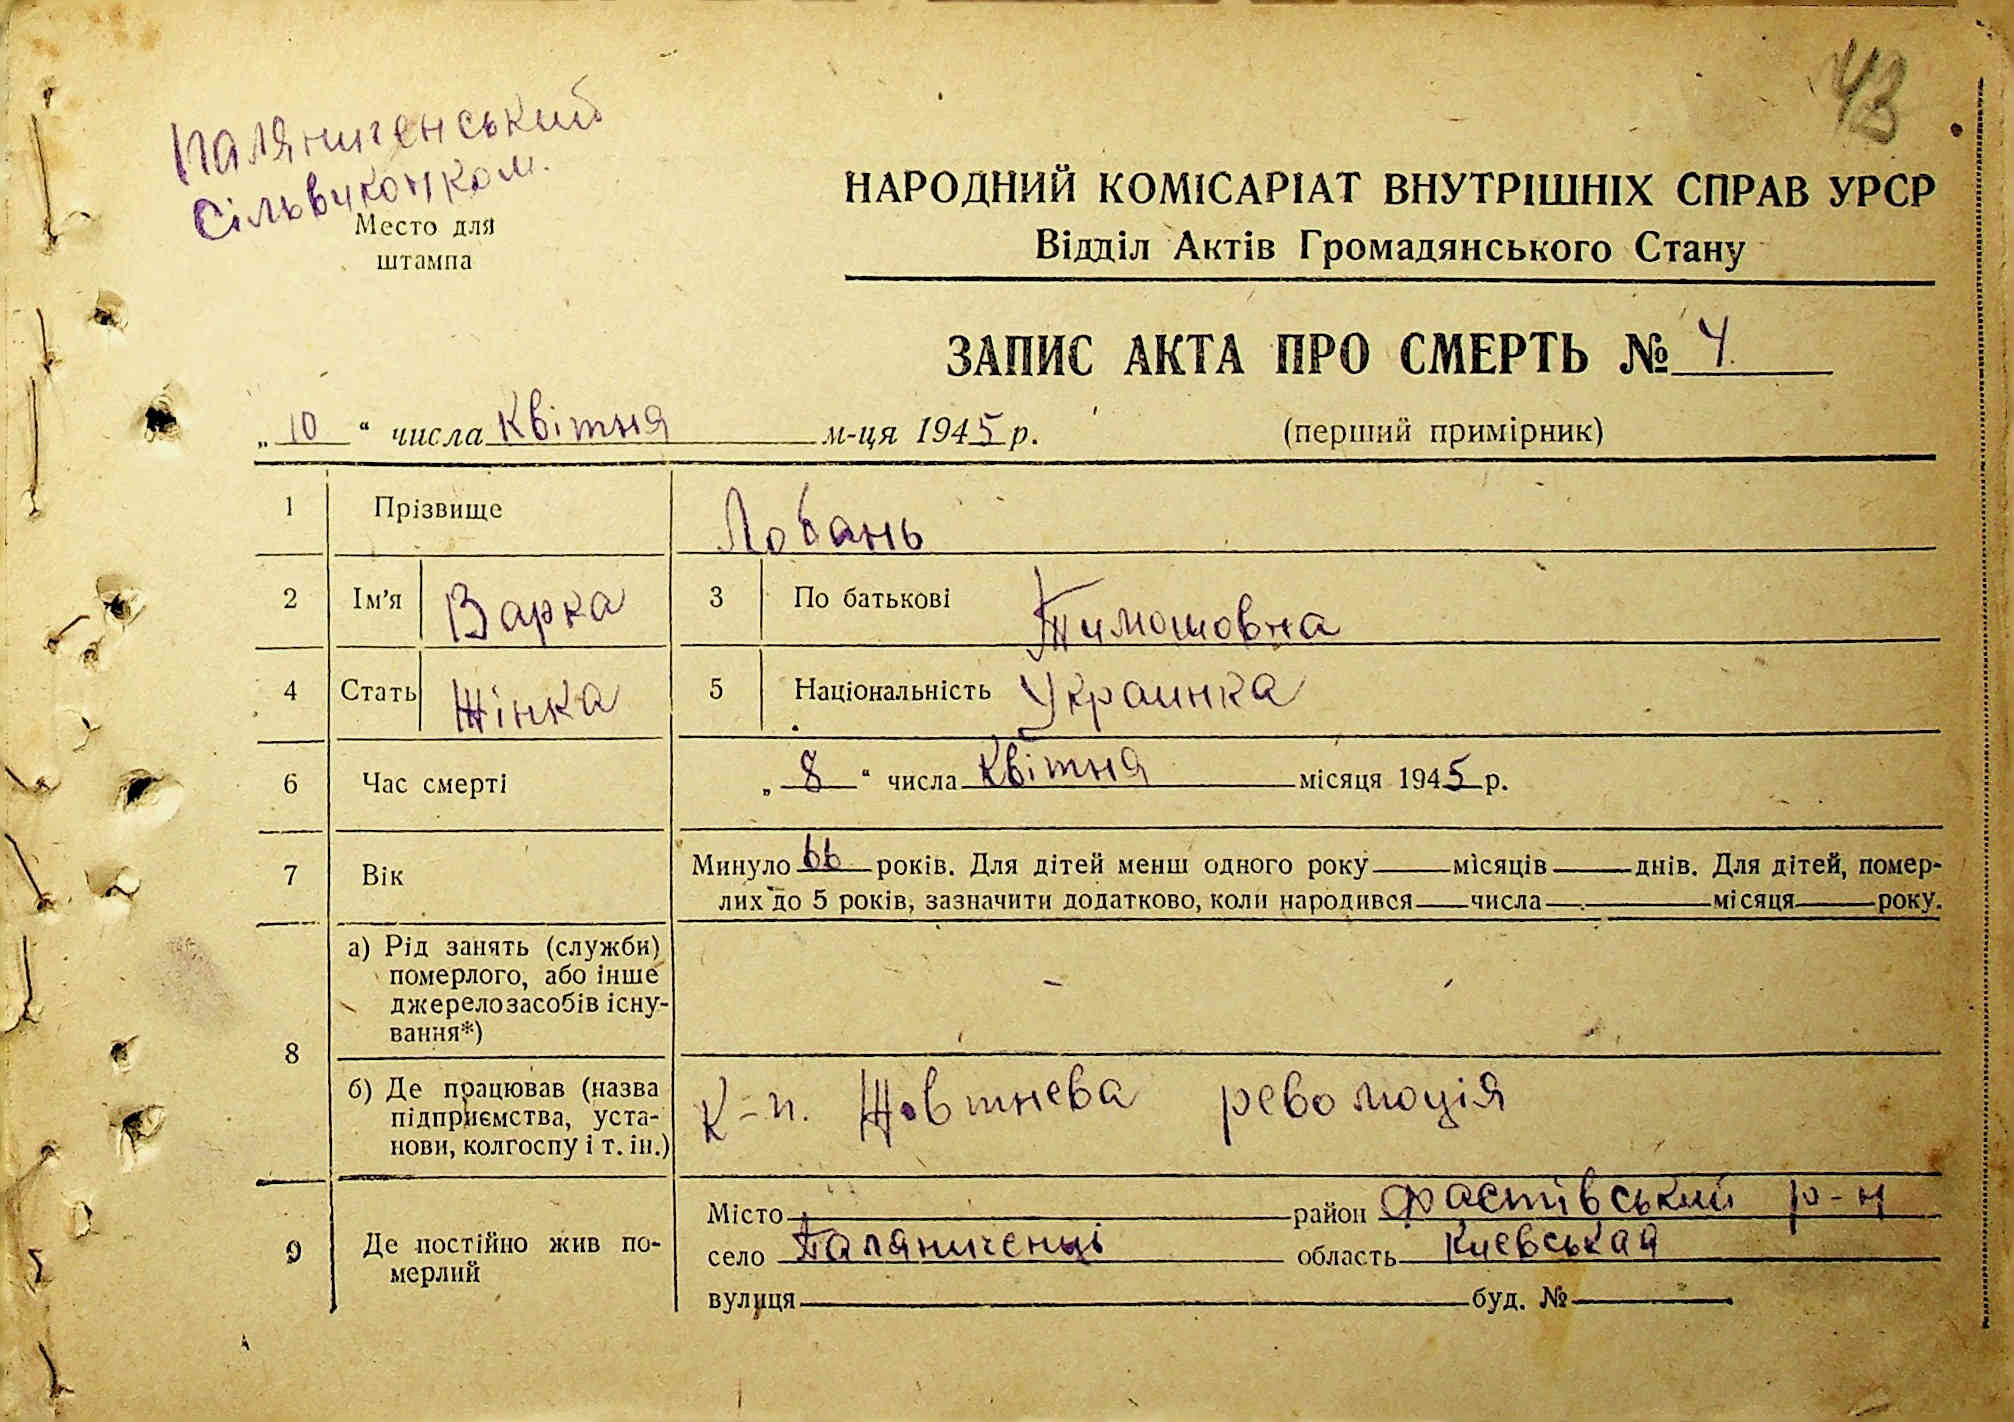 43
Паляниченський
Сільвиконком.
Место для
штампа
НАРОДНИЙ КОМІСАРІАТ ВНУТРІШНІХ СПРАВ УРСР
Відділ Актів Громадянського Стану
ЗАПИС АКТА ПРО СМЕРТЬ № 4.
„10“ числа квітня м-ця 1945 р. (перший примірник)
1 Прізвище Лобань
2 Ім'я Варка 3 По батькові Тимошовна
4 Стать Жінка 5 Національність Украинка
6 Час смерті „8“ числа квітня місяця 1945 р.
7 Вік Минуло 66 років. Для дітей менш одного року місяців днів. Для дітей, помер-
лих до 5 років, зазначити додатково, коли народився числа місяця року.
8 а) Рід занять (служби)
померлого, або інше
джерело засобів існу-
вання*)
б) Де працював (назва
підприємства, уста-
нови, колгоспу і т. ін.)
К-п. Жовтнева революція
9 Де постійно жив по-
мерлий
Місто район Фастівський р-н
село Паляниченці область Киевськая
вулиця буд. №